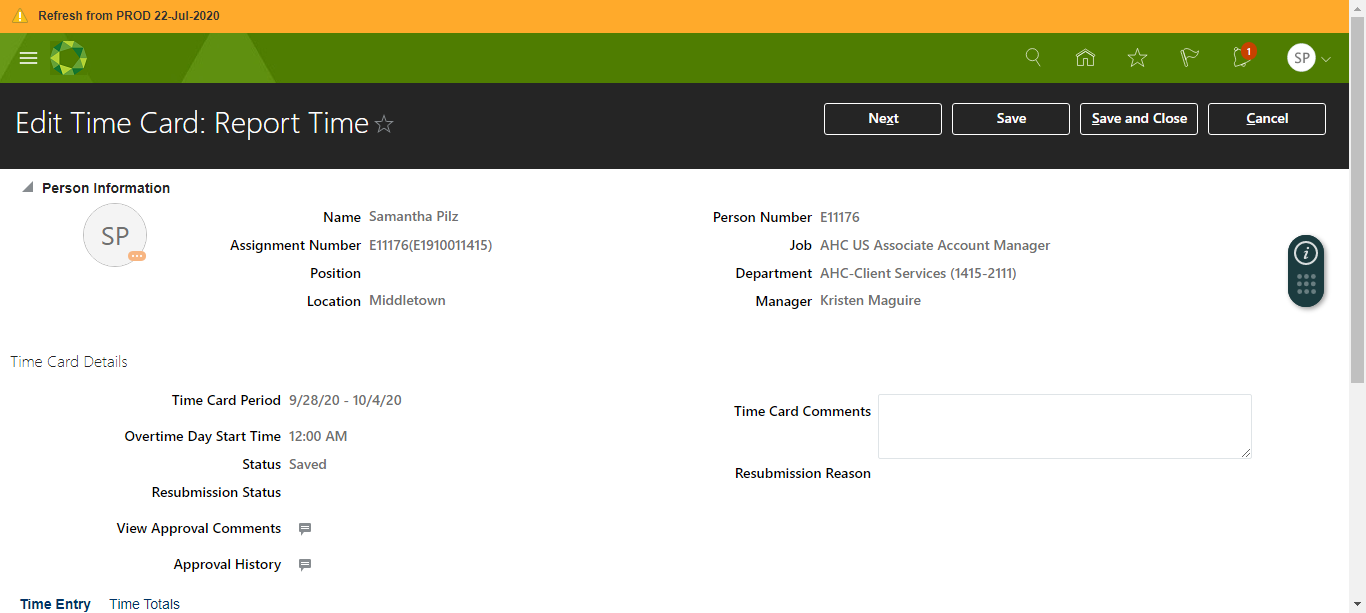 Refresh from PROD 22-Jul-2020
1
SP
Edit Time Card: Report Time
Next
Save
Save and Close
Cancel
Person Information
SP
Name Samantha Pilz
Person Number E11176
Assignment Number E11176(E1910011415)
Job AHC US Associate Account Manager
Position
Department AHC-Client Services (1415-2111)
Location Middletown
Manager Kristen Maguire
i
Time Card Details
Time Card Period 9/28/20 - 10/4/20
Time Card Comments
Overtime Day Start Time 12:00 AM
Status Saved
Resubmission Reason
Resubmission Status
View Approval Comments
Approval History
Time Entry Time Totals